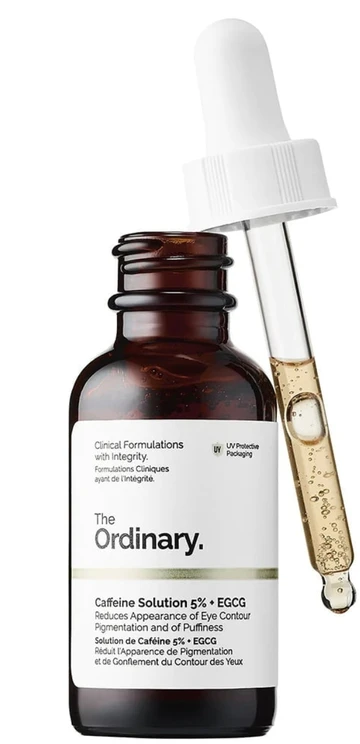 Clinical Formulations
with Integrity.
Formulations Cliniques
ayant de l'Intégrité.
UV
UV Protective
Packaging
The
Ordinary.
Caffeine Solution 5% + EGCG
Reduces Appearance of Eye Contour
Pigmentation and of Puffiness
Solution de Caféine 5% + EGCG
Réduit l'Apparence de Pigmentation
et de Gonflement du Contour des Yeux